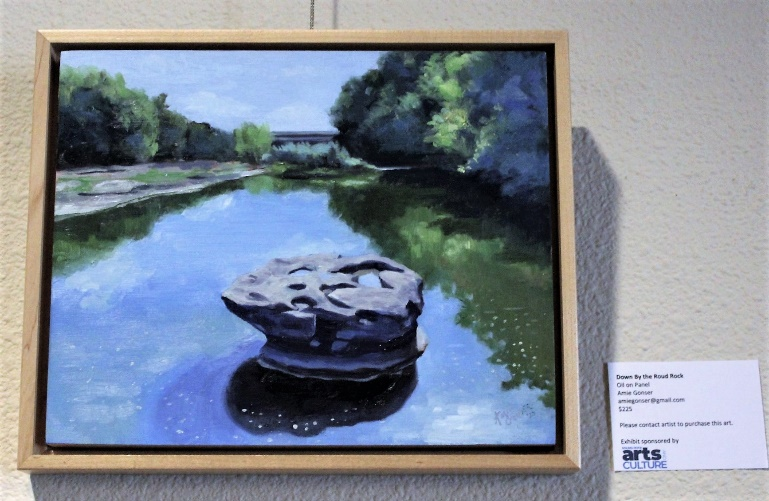 Down By the Roud Rock
Oil on Panel
Amie Gonser
amiegonser@gmail.com
$225
Please contact artist to purchase this art.
Exhibit sponsored by
arts
CULTURE